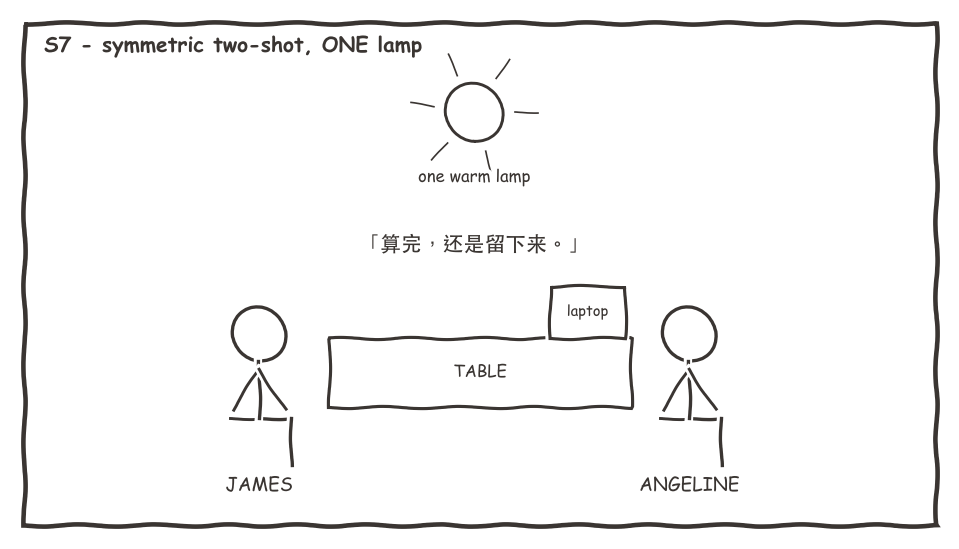 S7 - symmetric two-shot, ONE lamp
one warm lamp
「算完，还是留下来。」
laptop
TABLE
JAMES
ANGELINE